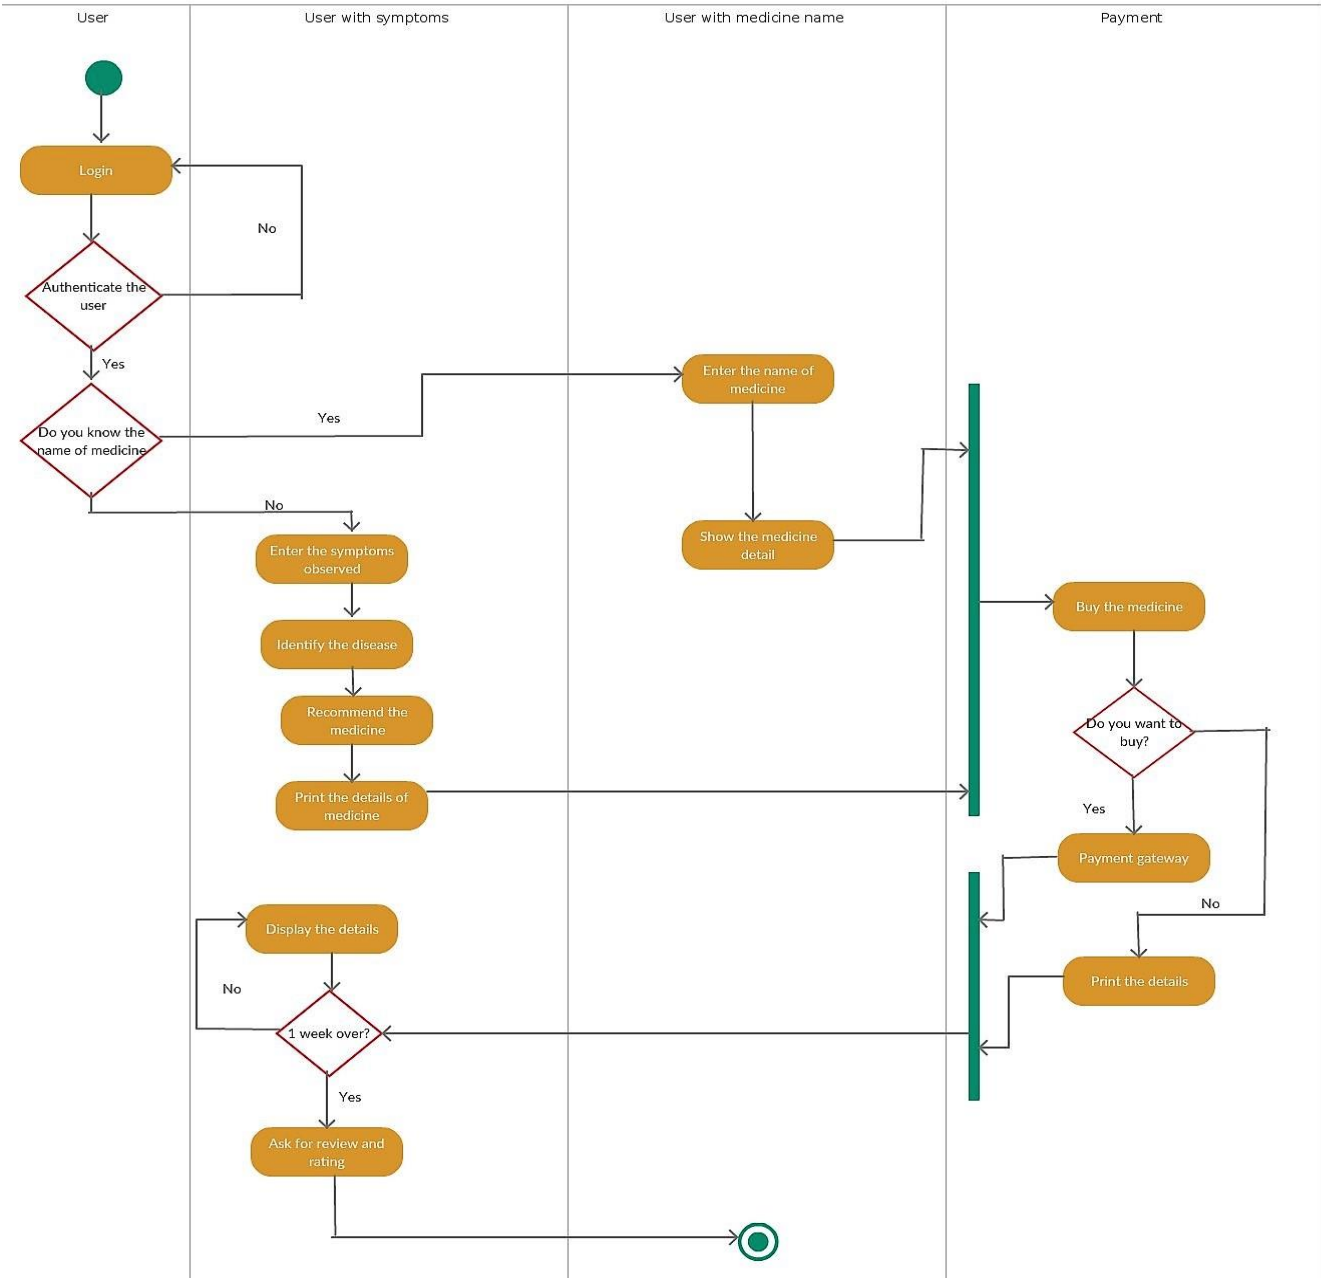 User
User with symptoms
User with medicine name
Payment
Login
No
Authenticate the
user
Yes
Do you know the
name of medicine
Yes
No
Enter the name of
medicine
Show the medicine
detail
Enter the symptoms
observed
Identify the disease
Recommend the
medicine
Print the details of
medicine
Buy the medicine
Do you want to
buy?
Yes
Payment gateway
No
Print the details
Display the details
No
1 week over?
Yes
Ask for review and
rating